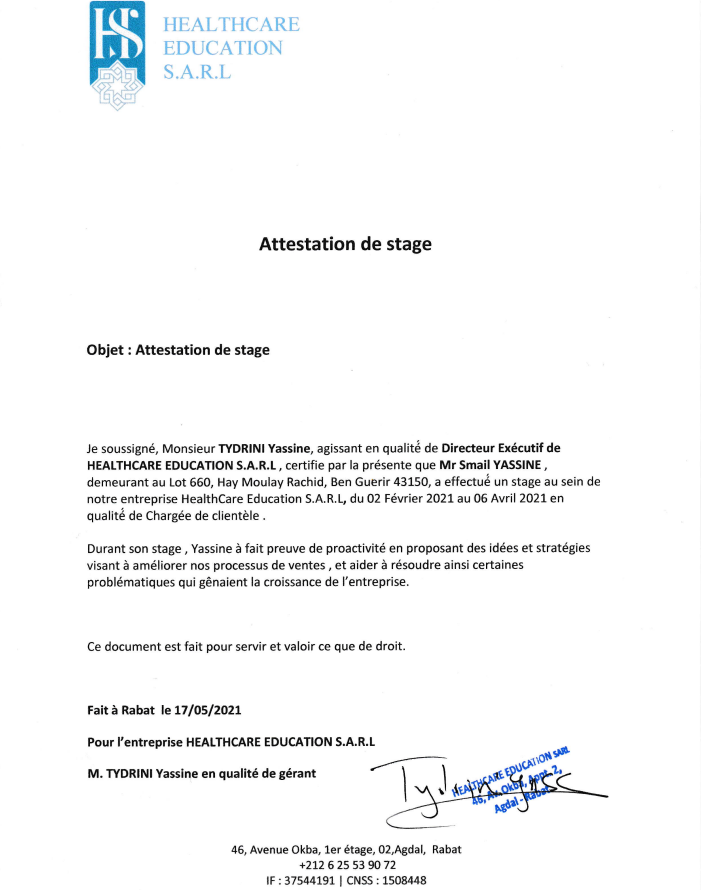 HS
HEALTHCARE
EDUCATION
S.A.R.L
Attestation de stage
Objet : Attestation de stage
Je soussigné, Monsieur TYDRINI Yassine, agissant en qualité de Directeur Exécutif de
HEALTHCARE EDUCATION S.A.R.L , certifie par la présente que Mr Smail YASSINE ,
demeurant au Lot 660, Hay Moulay Rachid, Ben Guerir 43150, a effectué un stage au sein de
notre entreprise HealthCare Education S.A.R.L, du 02 Février 2021 au 06 Avril 2021 en
qualité de Chargée de clientèle .
Durant son stage , Yassine à fait preuve de proactivité en proposant des idées et stratégies
visant à améliorer nos processus de ventes , et aider à résoudre ainsi certaines
problématiques qui gênaient la croissance de l'entreprise.
Ce document est fait pour servir et valoir ce que de droit.
Fait à Rabat  le 17/05/2021
Pour l'entreprise HEALTHCARE EDUCATION S.A.R.L
M. TYDRINI Yassine en qualité de gérant
HEALTHCARE EDUCATION SARL
46, Av. Okba, Appt. 2,
Agdal - Rabat
46, Avenue Okba, 1er étage, 02,Agdal,  Rabat
+212 6 25 53 90 72
IF : 37544191 | CNSS : 1508448